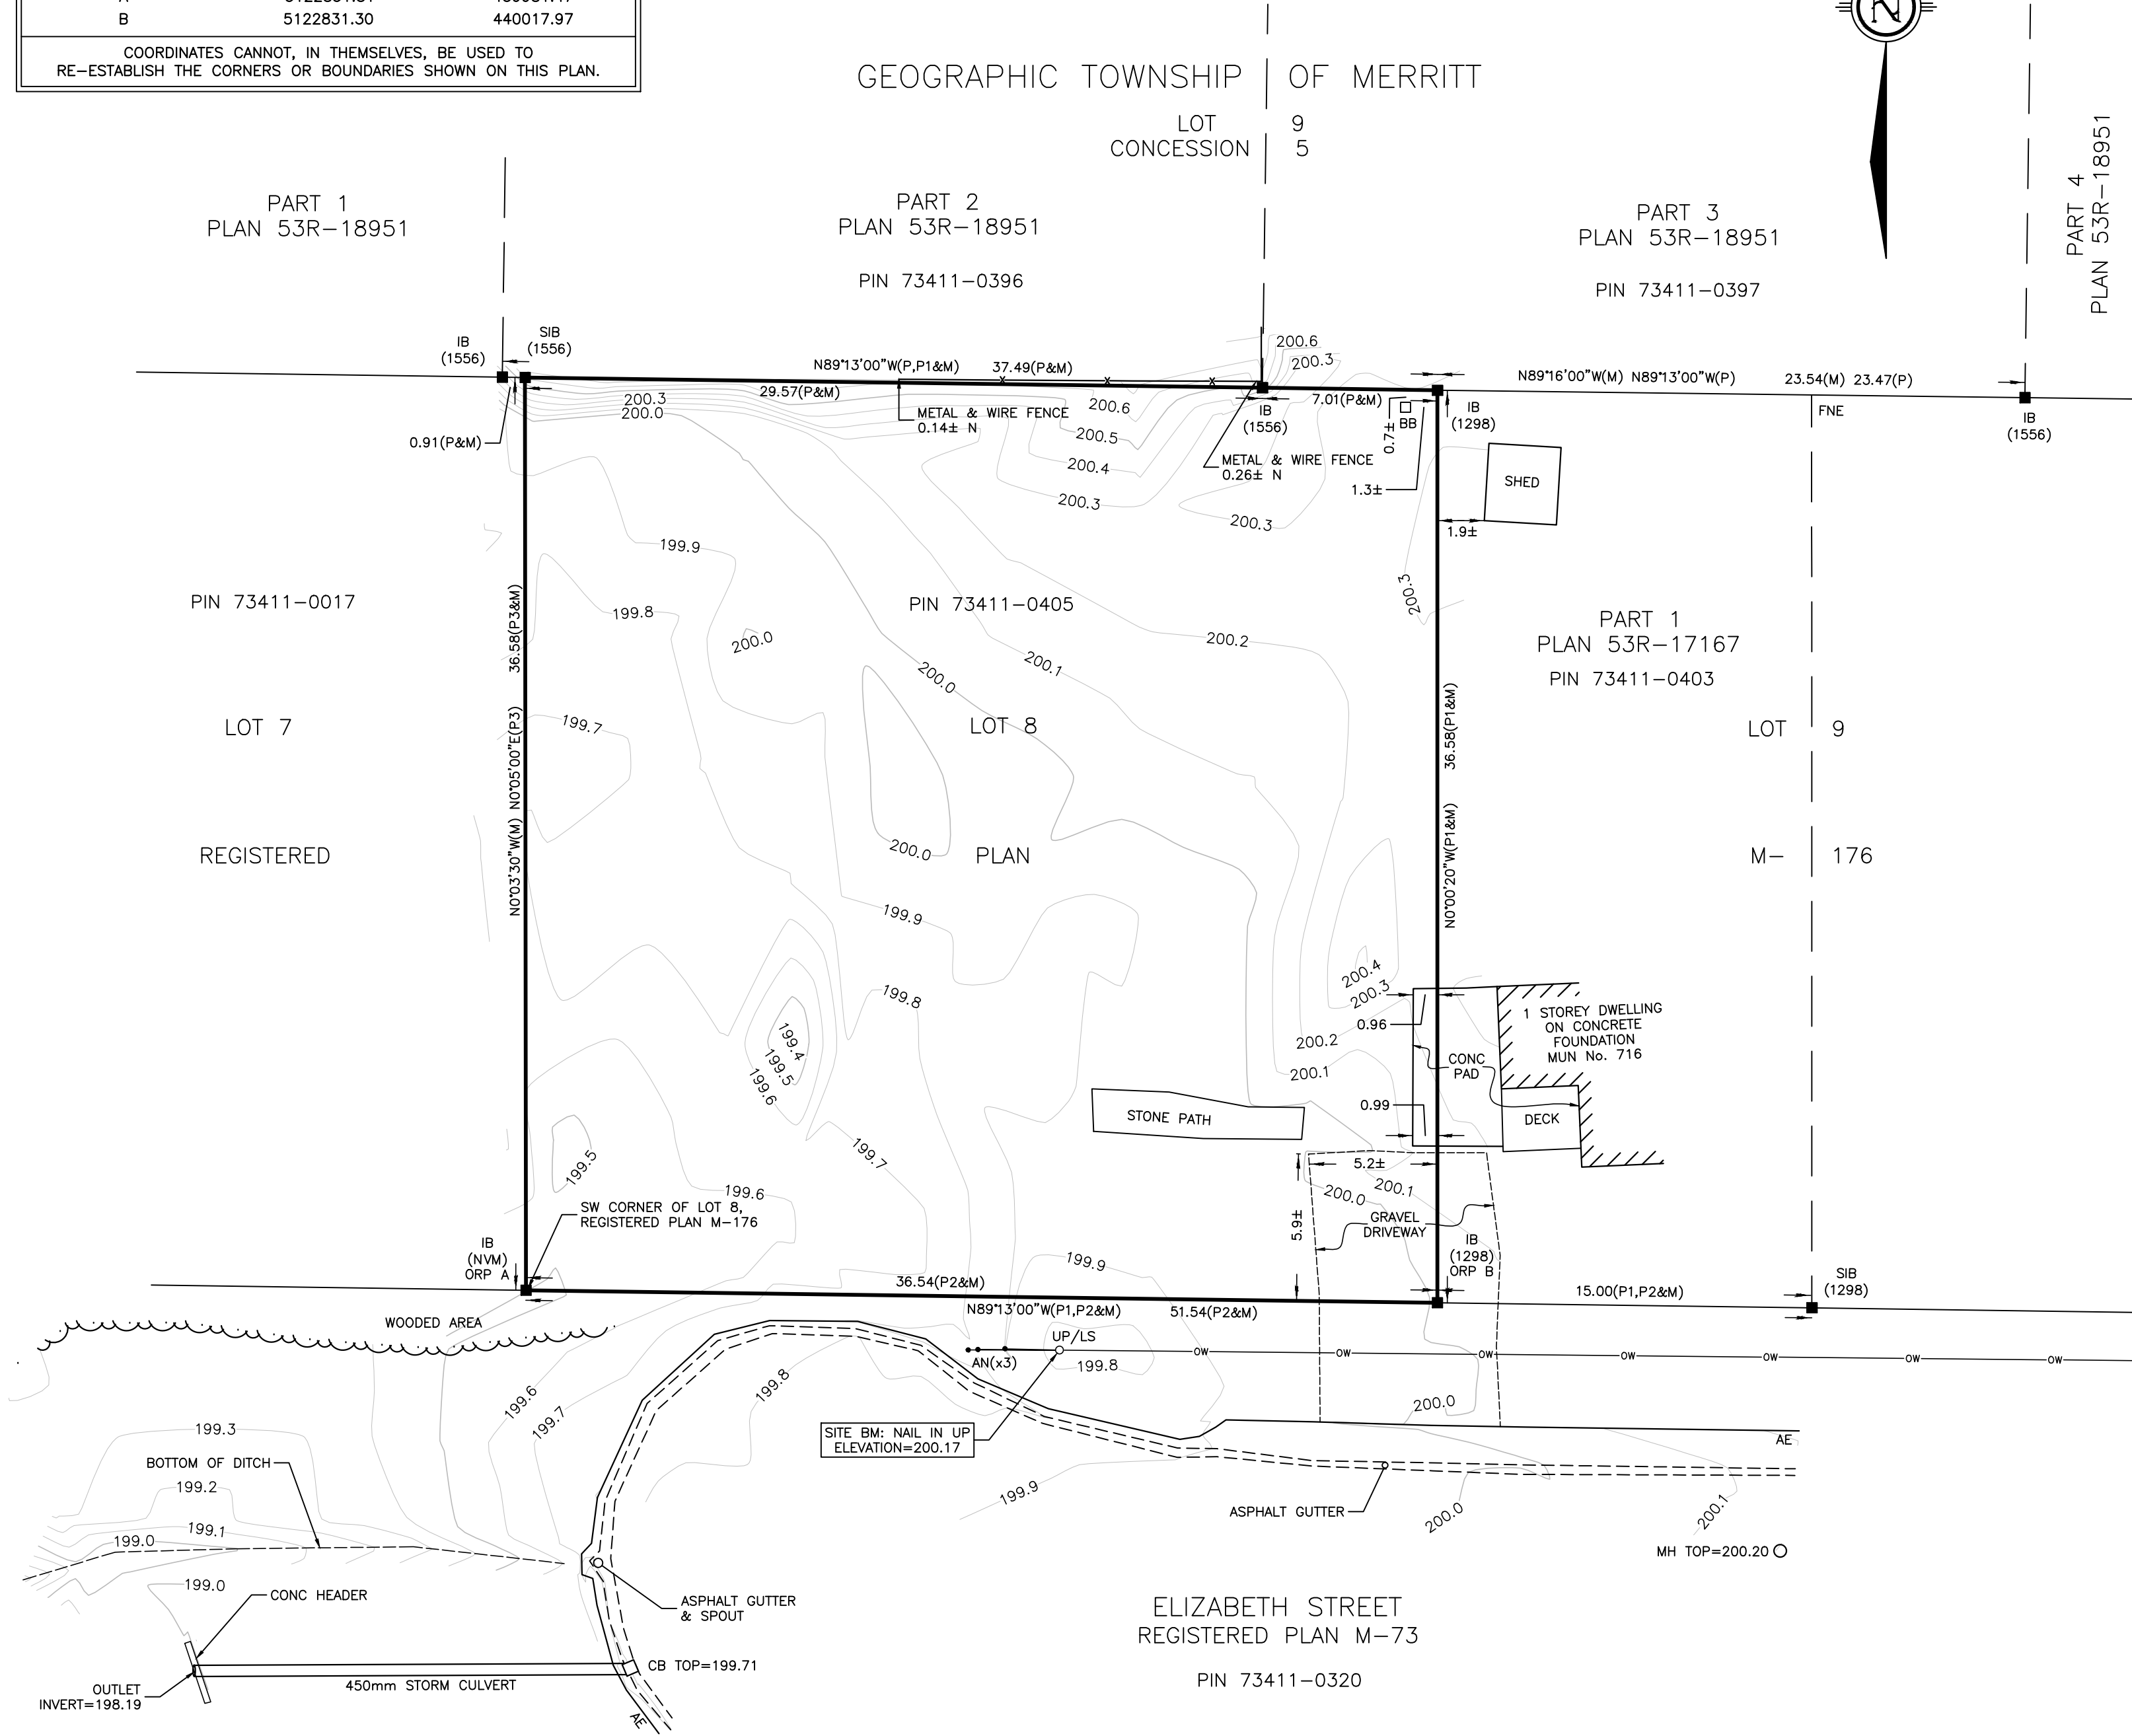 B 5122831.30 440017.97
COORDINATES CANNOT, IN THEMSELVES, BE USED TO
RE-ESTABLISH THE CORNERS OR BOUNDARIES SHOWN ON THIS PLAN.
N
GEOGRAPHIC TOWNSHIP OF MERRITT
LOT 9
CONCESSION 5
PART 1
PLAN 53R-18951
PART 2
PLAN 53R-18951
PIN 73411-0396
PART 3
PLAN 53R-18951
PIN 73411-0397
PART 4
PLAN 53R-18951
IB
(1556)
SIB
(1556)
N89°13'00"W(P,P1&M) 37.49(P&M)
29.57(P&M)
7.01(P&M)
200.6
200.3
N89°16'00"W(M) N89°13'00"W(P) 23.54(M) 23.47(P)
FNE
IB
(1556)
0.91(P&M)
200.3
200.0
METAL & WIRE FENCE
0.14± N
200.6
200.5
200.4
200.3
IB
(1556)
METAL & WIRE FENCE
0.26± N
200.3
0.7±
BB
1.3±
IB
(1298)
SHED
1.9±
200.3
199.9
199.8
200.0
PIN 73411-0017
PIN 73411-0405
36.58(P3&M)
N0°03'30"W(M) N0°05'00"E(P3)
200.2
200.1
200.0
199.7
LOT 7
LOT 8
36.58(P1&M)
N0°00'20"W(P1&M)
PART 1
PLAN 53R-17167
PIN 73411-0403
LOT 9
REGISTERED
PLAN
M- 176
200.0
199.9
199.8
199.4
199.5
199.6
200.4
200.3
200.2
200.1
0.96
0.99
CONC
PAD
1 STOREY DWELLING
ON CONCRETE
FOUNDATION
MUN No. 716
DECK
STONE PATH
199.5
199.7
199.6
SW CORNER OF LOT 8,
REGISTERED PLAN M-176
5.2±
5.9±
200.0
200.1
GRAVEL
DRIVEWAY
IB
(NVM)
ORP A
IB
(1298)
ORP B
SIB
(1298)
199.9
36.54(P2&M)
N89°13'00"W(P1,P2&M) 51.54(P2&M)
15.00(P1,P2&M)
WOODED AREA
UP/LS
AN(x3)
199.8
OW OW OW OW OW OW OW
199.6
199.7
199.8
SITE BM: NAIL IN UP
ELEVATION=200.17
200.0
AE
199.3
BOTTOM OF DITCH
199.2
199.1
199.0
199.0
199.9
ASPHALT GUTTER
200.0
200.1
MH TOP=200.20
CONC HEADER
ASPHALT GUTTER
& SPOUT
ELIZABETH STREET
REGISTERED PLAN M-73
PIN 73411-0320
CB TOP=199.71
450mm STORM CULVERT
OUTLET
INVERT=198.19
AE